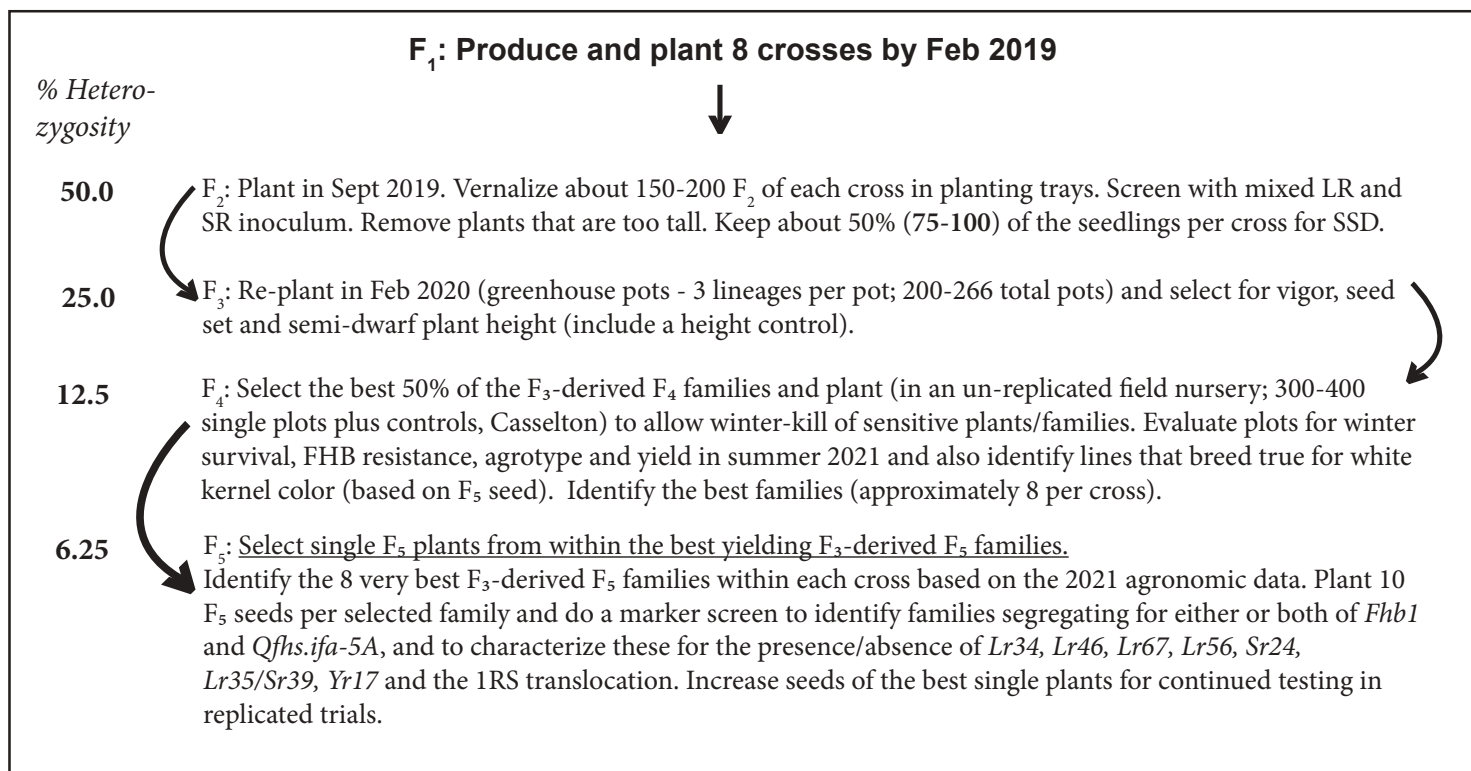 F₁: Produce and plant 8 crosses by Feb 2019
% Hetero-
zygosity
50.0
F₂: Plant in Sept 2019. Vernalize about 150-200 F₂ of each cross in planting trays. Screen with mixed LR and
SR inoculum. Remove plants that are too tall. Keep about 50% (75-100) of the seedlings per cross for SSD.
25.0
F₃: Re-plant in Feb 2020 (greenhouse pots - 3 lineages per pot; 200-266 total pots) and select for vigor, seed
set and semi-dwarf plant height (include a height control).
12.5
F₄: Select the best 50% of the F₃-derived F₄ families and plant (in an un-replicated field nursery; 300-400
single plots plus controls, Casselton) to allow winter-kill of sensitive plants/families. Evaluate plots for winter
survival, FHB resistance, agrotype and yield in summer 2021 and also identify lines that breed true for white
kernel color (based on F₅ seed).  Identify the best families (approximately 8 per cross).
6.25
F₅: Select single F₅ plants from within the best yielding F₃-derived F₅ families.
Identify the 8 very best F₃-derived F₅ families within each cross based on the 2021 agronomic data. Plant 10
F₅ seeds per selected family and do a marker screen to identify families segregating for either or both of Fhb1
and Qfhs.ifa-5A, and to characterize these for the presence/absence of Lr34, Lr46, Lr67, Lr56, Sr24,
Lr35/Sr39, Yr17 and the 1RS translocation. Increase seeds of the best single plants for continued testing in
replicated trials.